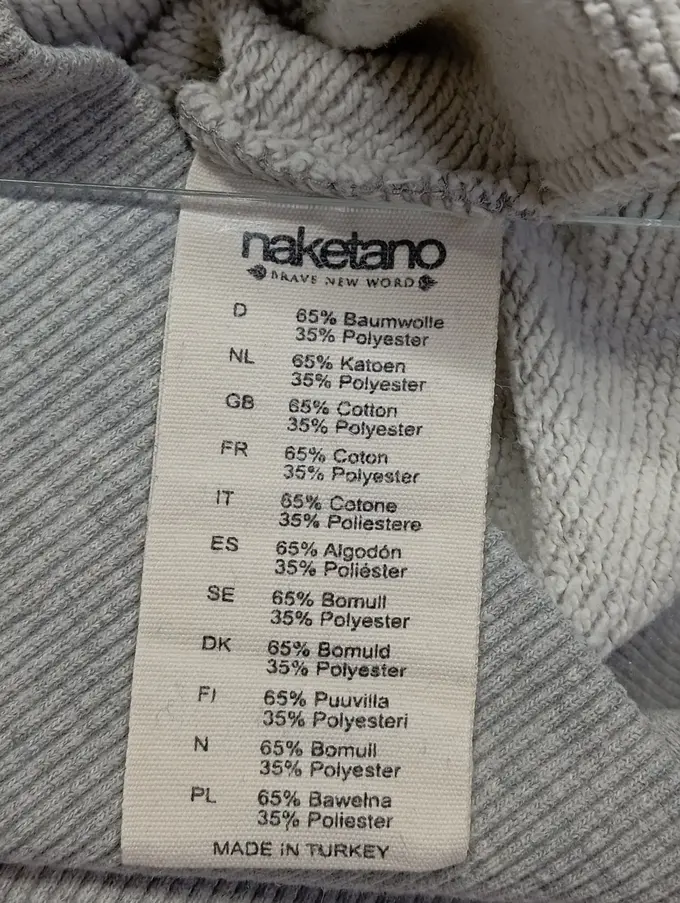 naketano
BRAVE NEW WORD
D 65% Baumwolle
35% Polyester
NL 65% Katoen
35% Polyester
GB 65% Cotton
35% Polyester
FR 65% Coton
35% Polyester
IT 65% Cotone
35% Poliestere
ES 65% Algodón
35% Poliéster
SE 65% Bomull
35% Polyester
DK 65% Bomuld
35% Polyester
FI 65% Puuvilla
35% Polyesteri
N 65% Bomull
35% Polyester
PL 65% Bawełna
35% Poliester
MADE IN TURKEY